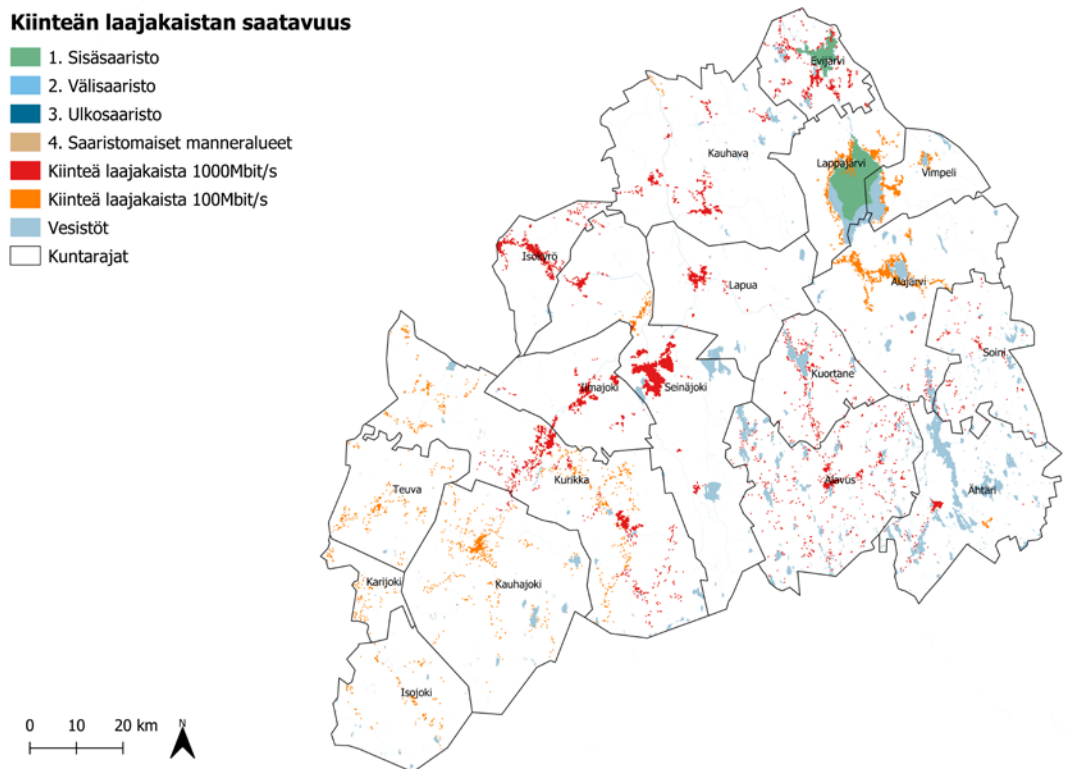 Kiinteän laajakaistan saatavuus
1. Sisäsaaristo
2. Välisaaristo
3. Ulkosaaristo
4. Saaristomaiset manneralueet
Kiinteä laajakaista 1000Mbit/s
Kiinteä laajakaista 100Mbit/s
Vesistöt
Kuntarajat
Evijärvi
Kauhava
Lappajärvi
Vimpeli
Isokyrö
Lapua
Alajärvi
Soini
Kuortane
Ilmajoki
Seinäjoki
Kurikka
Alavus
Ähtäri
Teuva
Karijoki
Kauhajoki
Isojoki
0 10 20 km
N